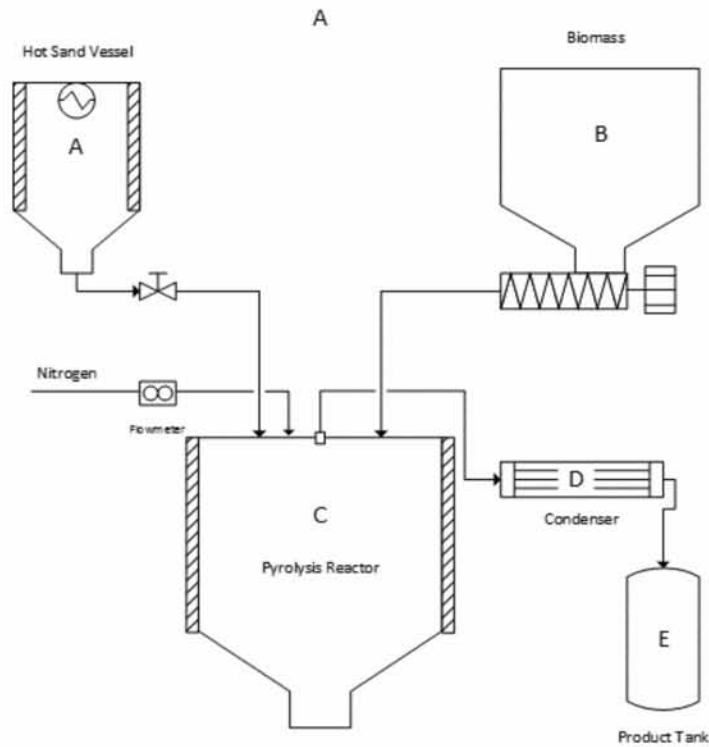 A
Hot Sand Vessel
Biomass
A
B
Nitrogen
Flowmeter
C
Pyrolysis Reactor
D
Condenser
E
Product Tank